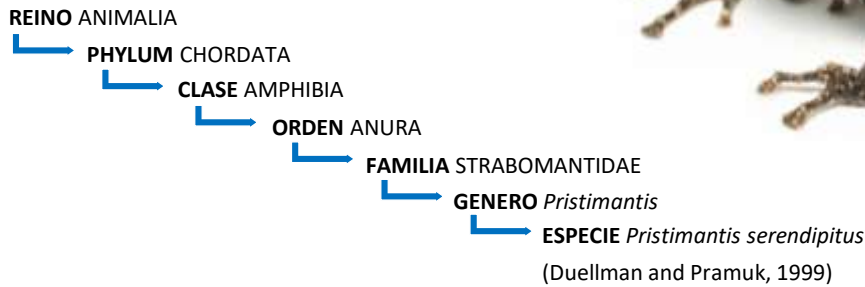 REINO ANIMALIA
PHYLUM CHORDATA
CLASE AMPHIBIA
ORDEN ANURA
FAMILIA STRABOMANTIDAE
GENERO Pristimantis
ESPECIE Pristimantis serendipitus
(Duellman and Pramuk, 1999)